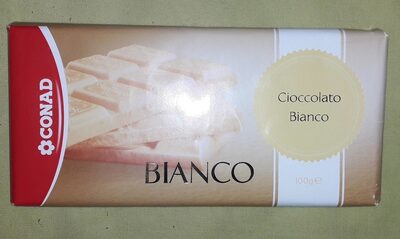 CONAD
Cioccolato
Bianco
BIANCO
100g e